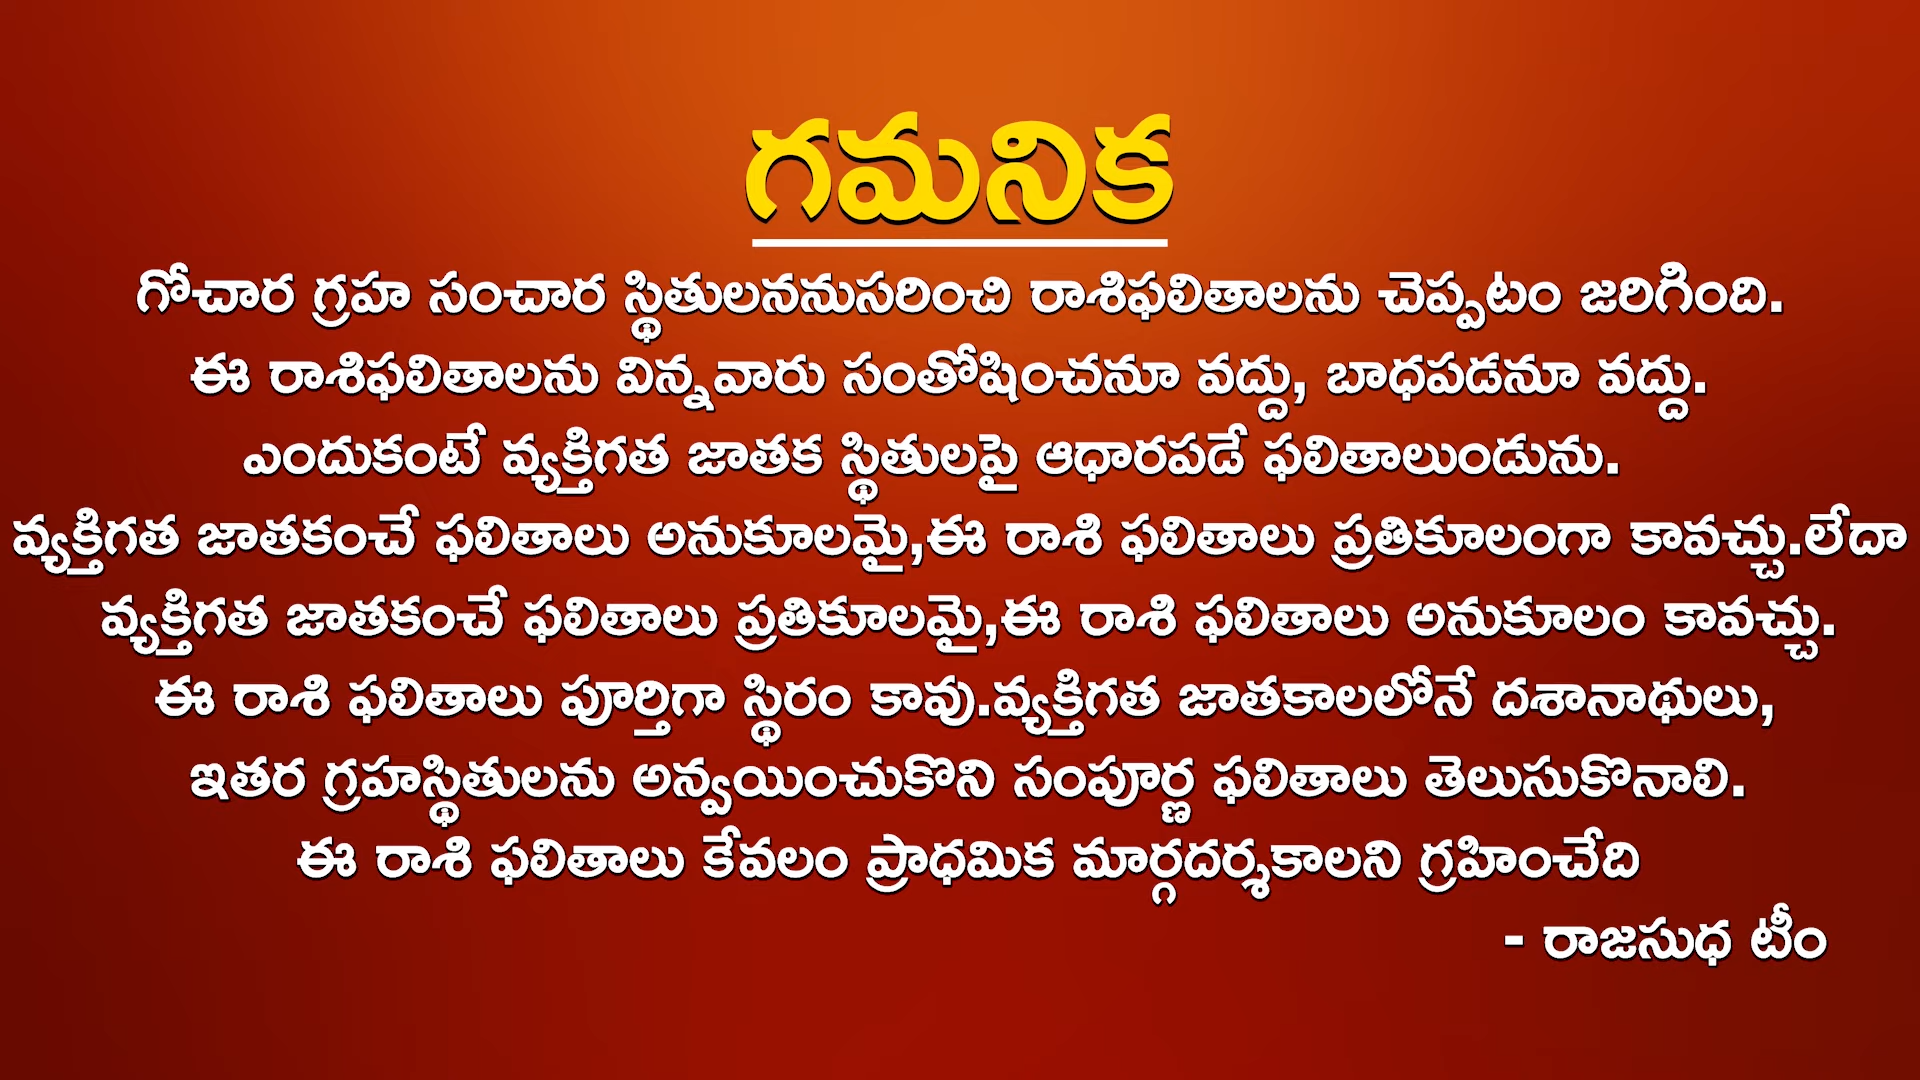 గమనిక
గోచార గ్రహ సంచార స్థితులననుసరించి రాశిఫలితాలను చెప్పటం జరిగింది.
ఈ రాశిఫలితాలను విన్నవారు సంతోషించనూ వద్దు, బాధపడనూ వద్దు.
ఎందుకంటే వ్యక్తిగత జాతక స్థితులపై ఆధారపడే ఫలితాలుండును.
వ్యక్తిగత జాతకంచే ఫలితాలు అనుకూలమై,ఈ రాశి ఫలితాలు ప్రతికూలంగా కావచ్చు.లేదా
వ్యక్తిగత జాతకంచే ఫలితాలు ప్రతికూలమై,ఈ రాశి ఫలితాలు అనుకూలం కావచ్చు.
ఈ రాశి ఫలితాలు పూర్తిగా స్థిరం కావు.వ్యక్తిగత జాతకాలలోనే దశానాథులు,
ఇతర గ్రహస్థితులను అన్వయించుకొని సంపూర్ణ ఫలితాలు తెలుసుకొనాలి.
ఈ రాశి ఫలితాలు కేవలం ప్రాధమిక మార్గదర్శకాలని గ్రహించేది
- రాజసుధ టీం